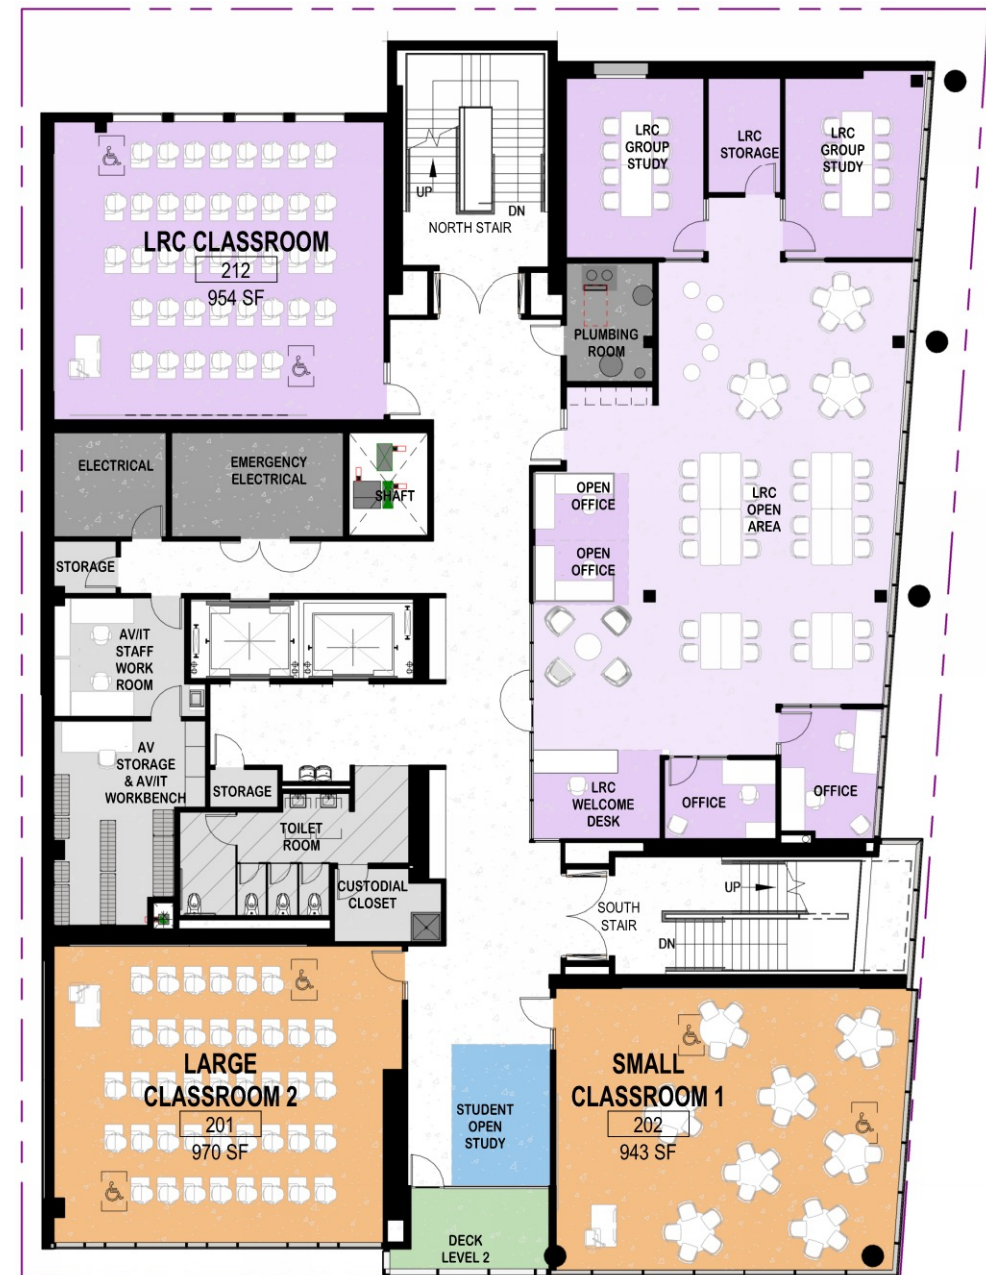 LRC
GROUP
STUDY
LRC
STORAGE
LRC
GROUP
STUDY
UP
DN
NORTH STAIR
LRC CLASSROOM
212
954 SF
PLUMBING
ROOM
ELECTRICAL
EMERGENCY
ELECTRICAL
SHAFT
OPEN
OFFICE
OPEN
OFFICE
LRC
OPEN
AREA
STORAGE
AV/IT
STAFF
WORK
ROOM
AV
STORAGE
& AV/IT
WORKBENCH
STORAGE
TOILET
ROOM
CUSTODIAL
CLOSET
LRC
WELCOME
DESK
OFFICE
OFFICE
UP
SOUTH
STAIR
DN
LARGE
CLASSROOM 2
201
970 SF
STUDENT
OPEN
STUDY
SMALL
CLASSROOM 1
202
943 SF
DECK
LEVEL 2